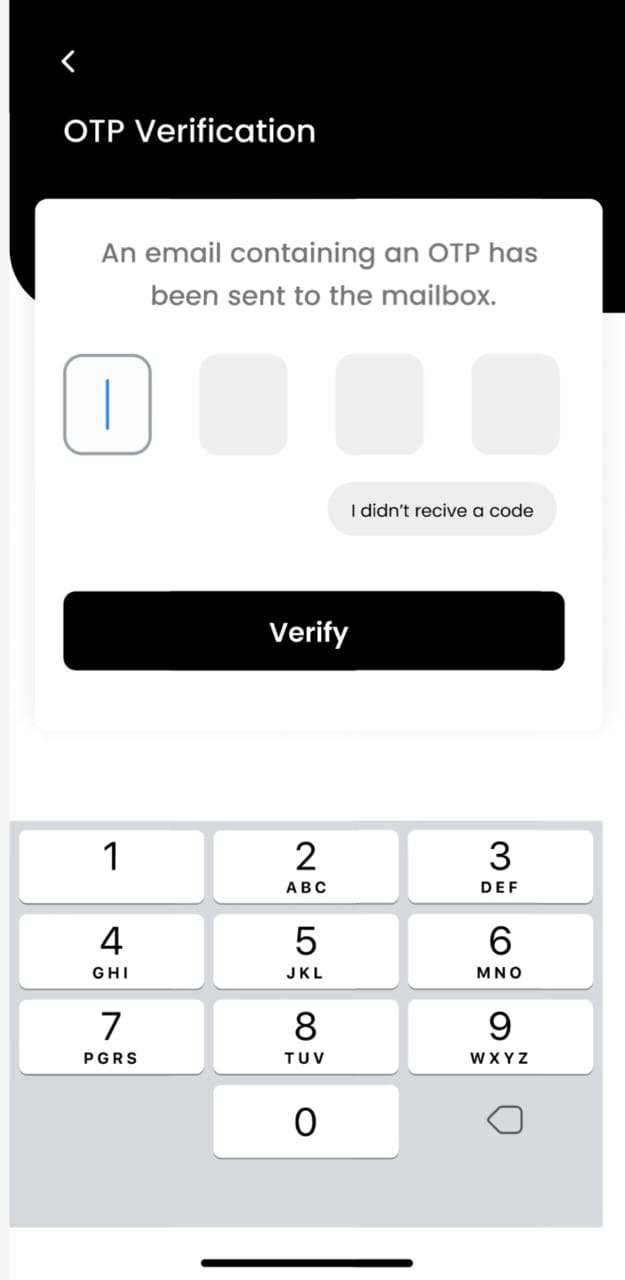 OTP Verification
An email containing an OTP has
been sent to the mailbox.
I didn't recive a code
Verify
1 2 3
ABC DEF
4 5 6
GHI JKL MNO
7 8 9
PGRS TUV WXYZ
0